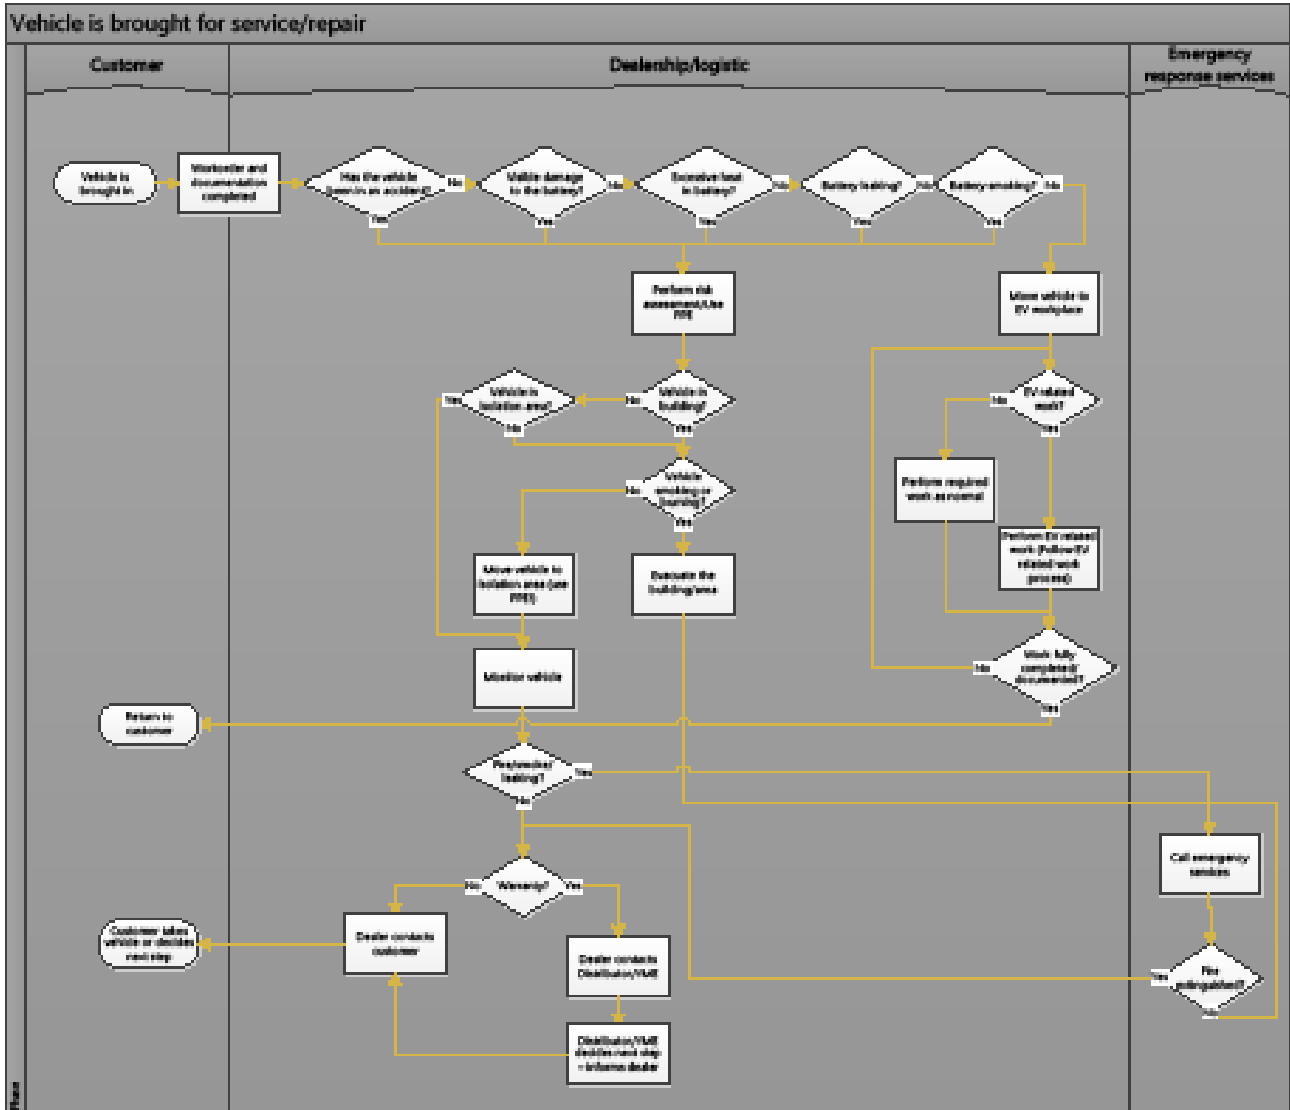 Vehicle is brought for service/repair
Customer
Dealership/logistic
Emergency
response services
Vehicle is
brought in
Workorder and
documentation
completed
Has the vehicle
been in an accident?
No
Yes
Visible damage
to the battery?
No
Yes
Excessive heat
in battery?
No
Yes
Battery leaking?
No
Yes
Battery smoking?
No
Yes
Perform risk
assessment/Use
PPE
Move vehicle to
EV workplace
Vehicle in
building?
No
Yes
Vehicle in
isolation area?
Yes
No
EV related
work?
No
Yes
Vehicle
smoking or
burning?
No
Yes
Perform required
work as normal
Perform EV related
work (Follow EV
related work
process)
Move vehicle to
isolation area (use
PPE!)
Evacuate the
building/area
Work fully
completed/
documented?
No
Yes
Monitor vehicle
Return to
customer
Fire/smoke/
leaking?
Yes
No
Call emergency
services
Warranty?
No
Yes
Customer takes
vehicle or decides
next step
Dealer contacts
customer
Dealer contacts
Distributor/YME
Fire
extinguished?
Yes
No
Distributor/YME
decides next step
– informs dealer
Phase